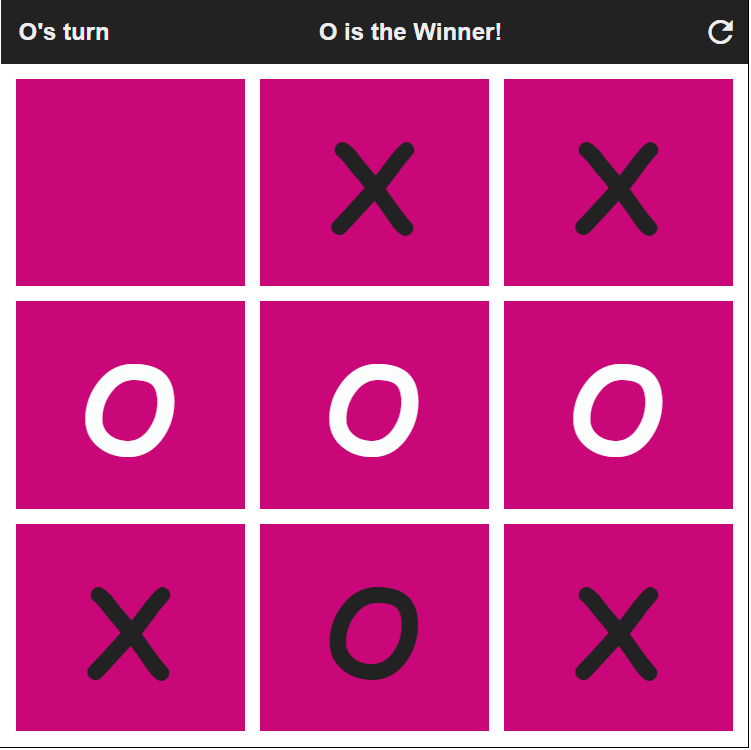 O's turn O is the Winner!
X X
O O O
X O X